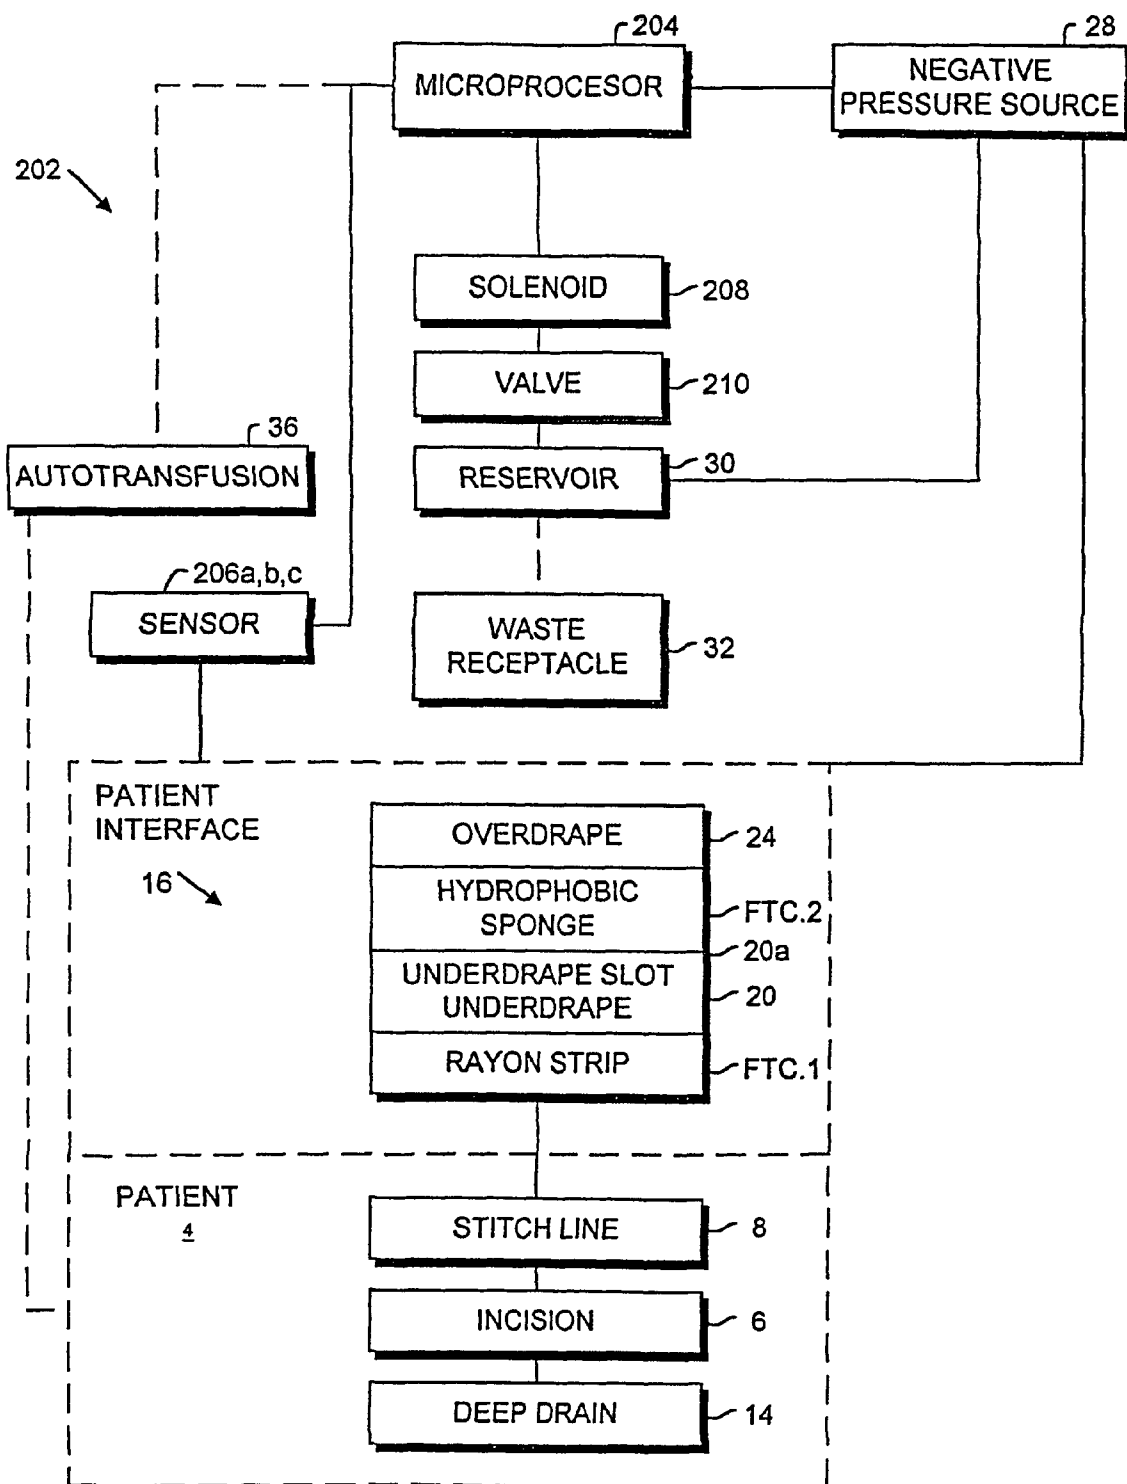 204
28
MICROPROCESOR
NEGATIVE
PRESSURE SOURCE
202
SOLENOID
208
VALVE
210
36
AUTOTRANSFUSION
RESERVOIR
30
206a,b,c
SENSOR
WASTE
RECEPTACLE
32
PATIENT
INTERFACE
16
OVERDRAPE
24
HYDROPHOBIC
SPONGE
FTC.2
20a
UNDERDRAPE SLOT
UNDERDRAPE
20
RAYON STRIP
FTC.1
PATIENT
4
STITCH LINE
8
INCISION
6
DEEP DRAIN
14